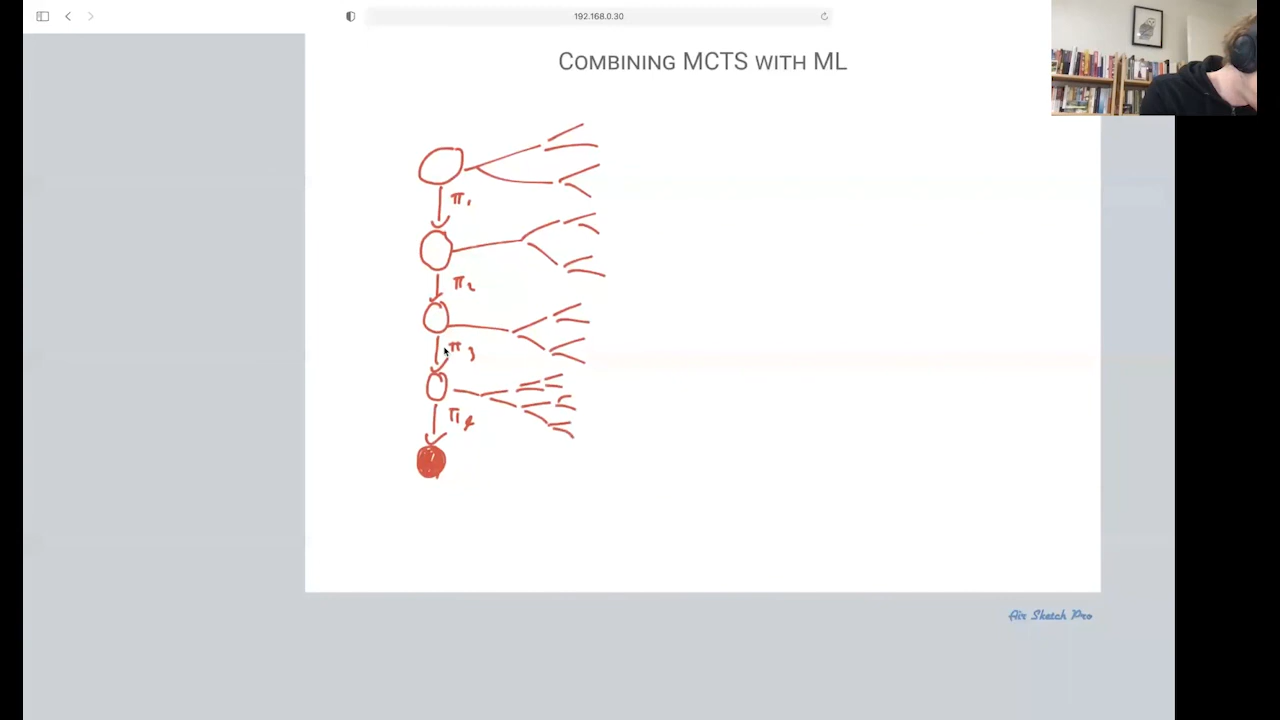 192.168.0.30
COMBINING MCTS WITH ML
π₁
π₂
π₃
π₄
Air Sketch Pro